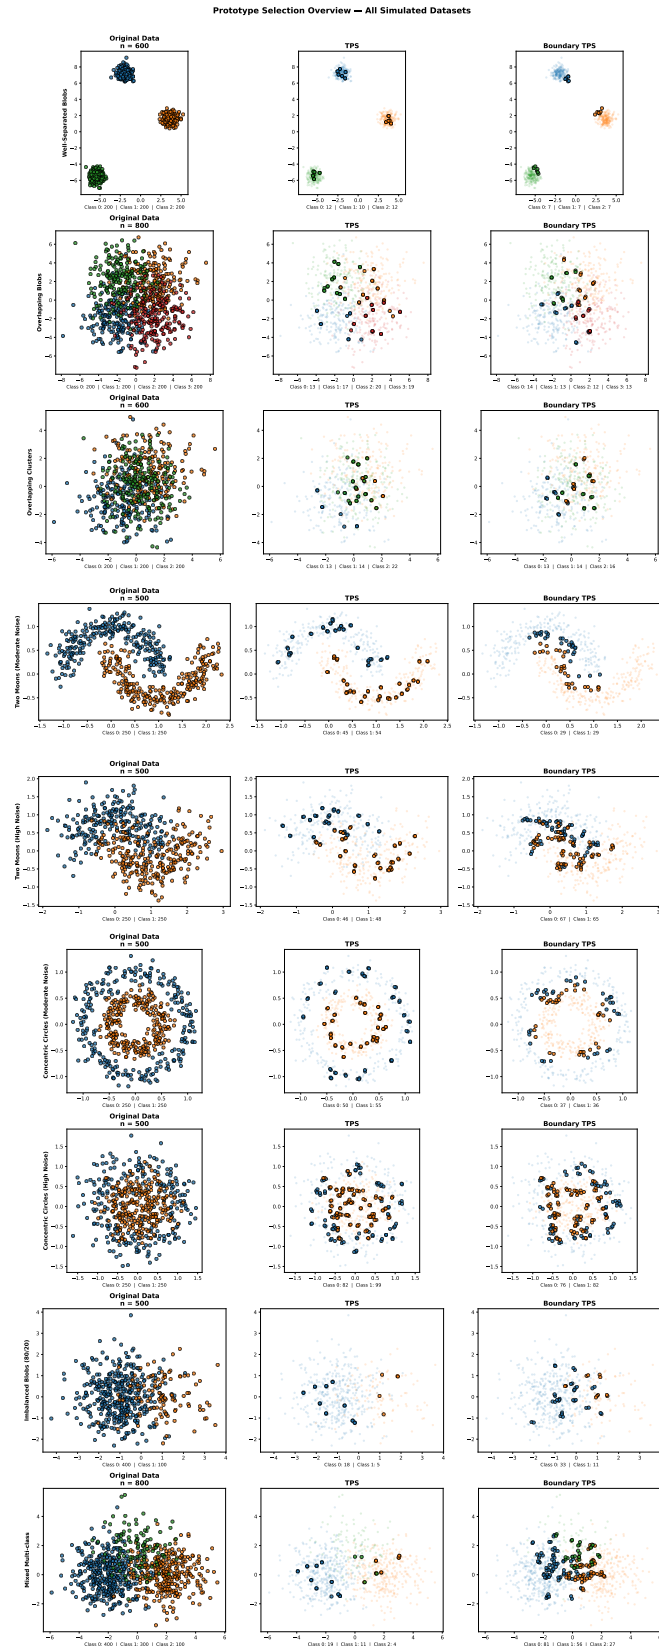 Prototype Selection Overview — All Simulated Datasets
Original Data
n = 600
TPS
Boundary TPS
Well-Separated Blobs
Class 0: 200 | Class 1: 200 | Class 2: 200
Class 0: 12 | Class 1: 10 | Class 2: 12
Class 0: 7 | Class 1: 7 | Class 2: 7
Original Data
n = 800
TPS
Boundary TPS
Overlapping Blobs
Class 0: 200 | Class 1: 200 | Class 2: 200 | Class 3: 200
Class 0: 13 | Class 1: 17 | Class 2: 20 | Class 3: 19
Class 0: 14 | Class 1: 13 | Class 2: 12 | Class 3: 13
Original Data
n = 600
TPS
Boundary TPS
Overlapping Clusters
Class 0: 200 | Class 1: 200 | Class 2: 200
Class 0: 13 | Class 1: 14 | Class 2: 22
Class 0: 13 | Class 1: 14 | Class 2: 16
Original Data
n = 500
TPS
Boundary TPS
Two Moons (Moderate Noise)
Class 0: 250 | Class 1: 250
Class 0: 45 | Class 1: 54
Class 0: 29 | Class 1: 29
Original Data
n = 500
TPS
Boundary TPS
Two Moons (High Noise)
Class 0: 250 | Class 1: 250
Class 0: 46 | Class 1: 48
Class 0: 67 | Class 1: 65
Original Data
n = 500
TPS
Boundary TPS
Concentric Circles (Moderate Noise)
Class 0: 250 | Class 1: 250
Class 0: 50 | Class 1: 55
Class 0: 37 | Class 1: 36
Original Data
n = 500
TPS
Boundary TPS
Concentric Circles (High Noise)
Class 0: 250 | Class 1: 250
Class 0: 82 | Class 1: 99
Class 0: 76 | Class 1: 82
Original Data
n = 500
TPS
Boundary TPS
Imbalanced Blobs (80/20)
Class 0: 400 | Class 1: 100
Class 0: 18 | Class 1: 5
Class 0: 33 | Class 1: 11
Original Data
n = 800
TPS
Boundary TPS
Mixed Multi-class
Class 0: 400 | Class 1: 300 | Class 2: 100
Class 0: 19 | Class 1: 11 | Class 2: 4
Class 0: 81 | Class 1: 56 | Class 2: 27